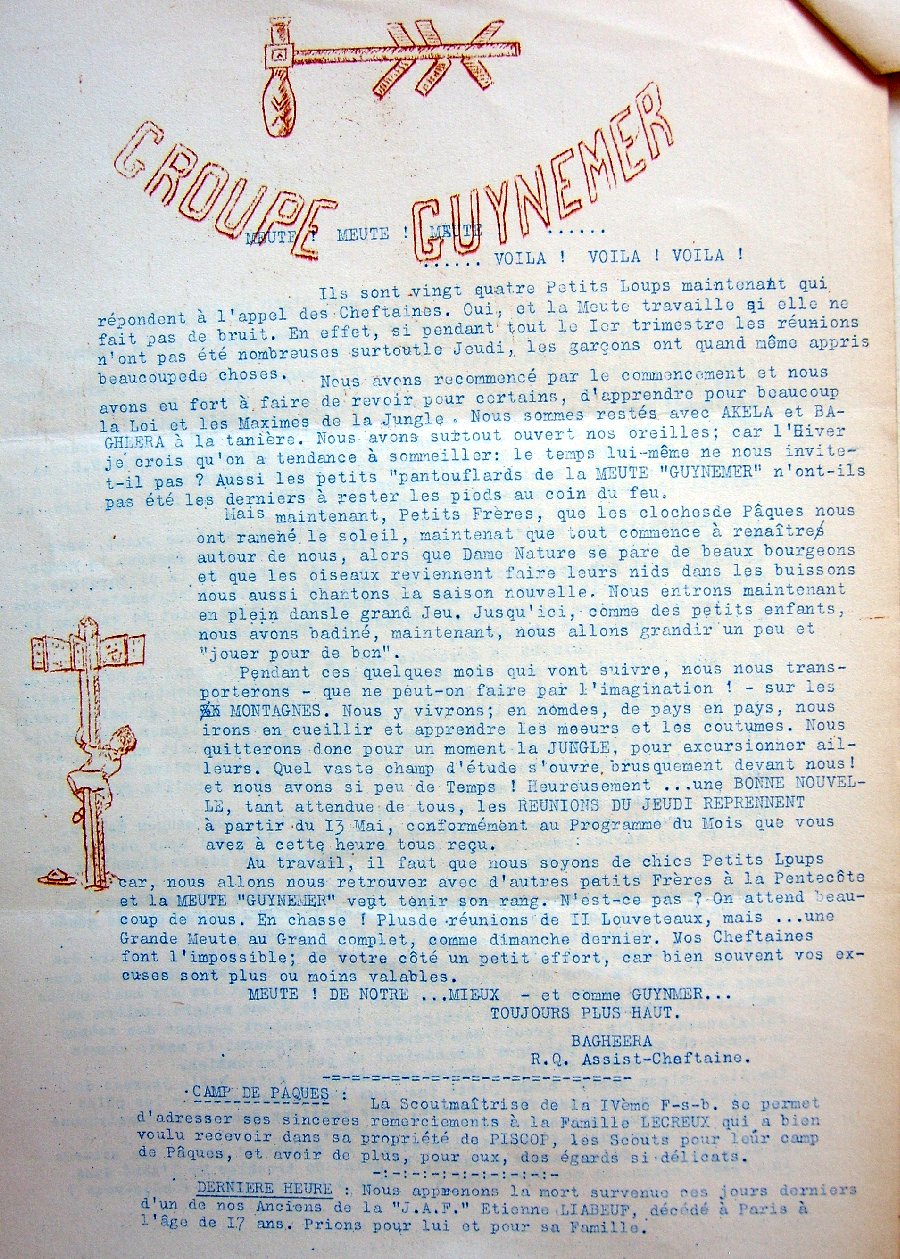 GROUPE GUYNEMER
MEUTE ! MEUTE ! MEUTE ......
...... VOILA ! VOILA ! VOILA !
Ils sont vingt quatre Petits Loups maintenant qui
répondent à l'appel des Cheftaines. Oui, et la Meute travaille si elle ne
fait pas de bruit. En effet, si pendant tout le Ier trimestre les réunions
n'ont pas été nombreuses surtoutle Jeudi, les garçons ont quand même appris
beaucoupede choses.
Nous avons recommencé par le commencement et nous
avons eu fort à faire de revoir pour certains, d'apprendre pour beaucoup
la Loi et les Maximes de la Jungle. Nous sommes restés avec AKELA et BA-
GHLERA à la tanière. Nous avons surtout ouvert nos oreilles; car l'Hiver
je crois qu'on a tendance à sommeiller: le temps lui-même ne nous invite-
t-il pas ? Aussi les petits "pantouflards de la MEUTE "GUYNEMER" n'ont-ils
pas été les derniers à rester les pieds au coin du feu.
Mais maintenant, Petits Frères, que les clochesde Pâques nous
ont ramené le soleil, maintenat que tout commence à renaître
autour de nous, alors que Dame Nature se pare de beaux bourgeons
et que les oiseaux reviennent faire leurs nids dans les buissons
nous aussi chantons la saison nouvelle. Nous entrons maintenant
en plein dansle grand Jeu. Jusqu'ici, comme des petits enfants,
nous avons badiné, maintenant, nous allons grandir un peu et
"jouer pour de bon".
Pendant ces quelques mois qui vont suivre, nous nous trans-
porterons - que ne peut-on faire par l'imagination ! - sur les
MONTAGNES. Nous y vivrons; en nomdes, de pays en pays, nous
irons en cueillir et apprendre les moeurs et les coutumes. Nous
quitterons donc pour un moment la JUNGLE, pour excursionner ail-
leurs. Quel vaste champ d'étude s'ouvre brusquement devant nous!
et nous avons si peu de Temps ! Heureusement ...une BONNE NOUVEL-
LE, tant attendue de tous, les REUNIONS DU JEUDI REPRENNENT
à partir du 13 Mai, conformément au Programme du Mois que vous
avez à cette heure tous reçu.
Au travail, il faut que nous soyons de chics Petits Loups
car, nous allons nous retrouver avec d'autres petits Frères à la Pentecôte
et la MEUTE "GUYNEMER" veut tenir son rang. N'est-ce pas ? On attend beau-
coup de nous. En chasse ! Plusde réunions de II Louveteaux, mais ...une
Grande Meute au Grand complet, comme dimanche dernier. Vos Cheftaines
font l'impossible; de votre côté un petit effort, car bien souvent vos ex-
cuses sont plus ou moins valables.
MEUTE ! DE NOTRE ...MIEUX - et comme GUYNMER...
TOUJOURS PLUS HAUT.
BAGHEERA
R.Q. Assist-Cheftaine.
-=-=-=-=-=-=-=-=-=-=-=-=-=-=-=-
CAMP DE PAQUES :
La Scoutmaîtrise de la IVème F-s-b. se permet
d'adresser ses sinceres remerciements à la Famille LECREUX qui a bien
voulu recevoir dans sa propriété de PISCOP, les Scouts pour leur camp
de Pâques, et avoir de plus, pour eux, des égards si délicats.
-:-:-:-:-:-:-:-:-:-
DERNIERE HEURE : Nous apprenons la mort survenue ces jours derniers
d'un de nos Anciens de la "J.A.F." Etienne LIABEUF, décédé à Paris à
l'âge de 17 ans. Prions pour lui et pour sa Famille.